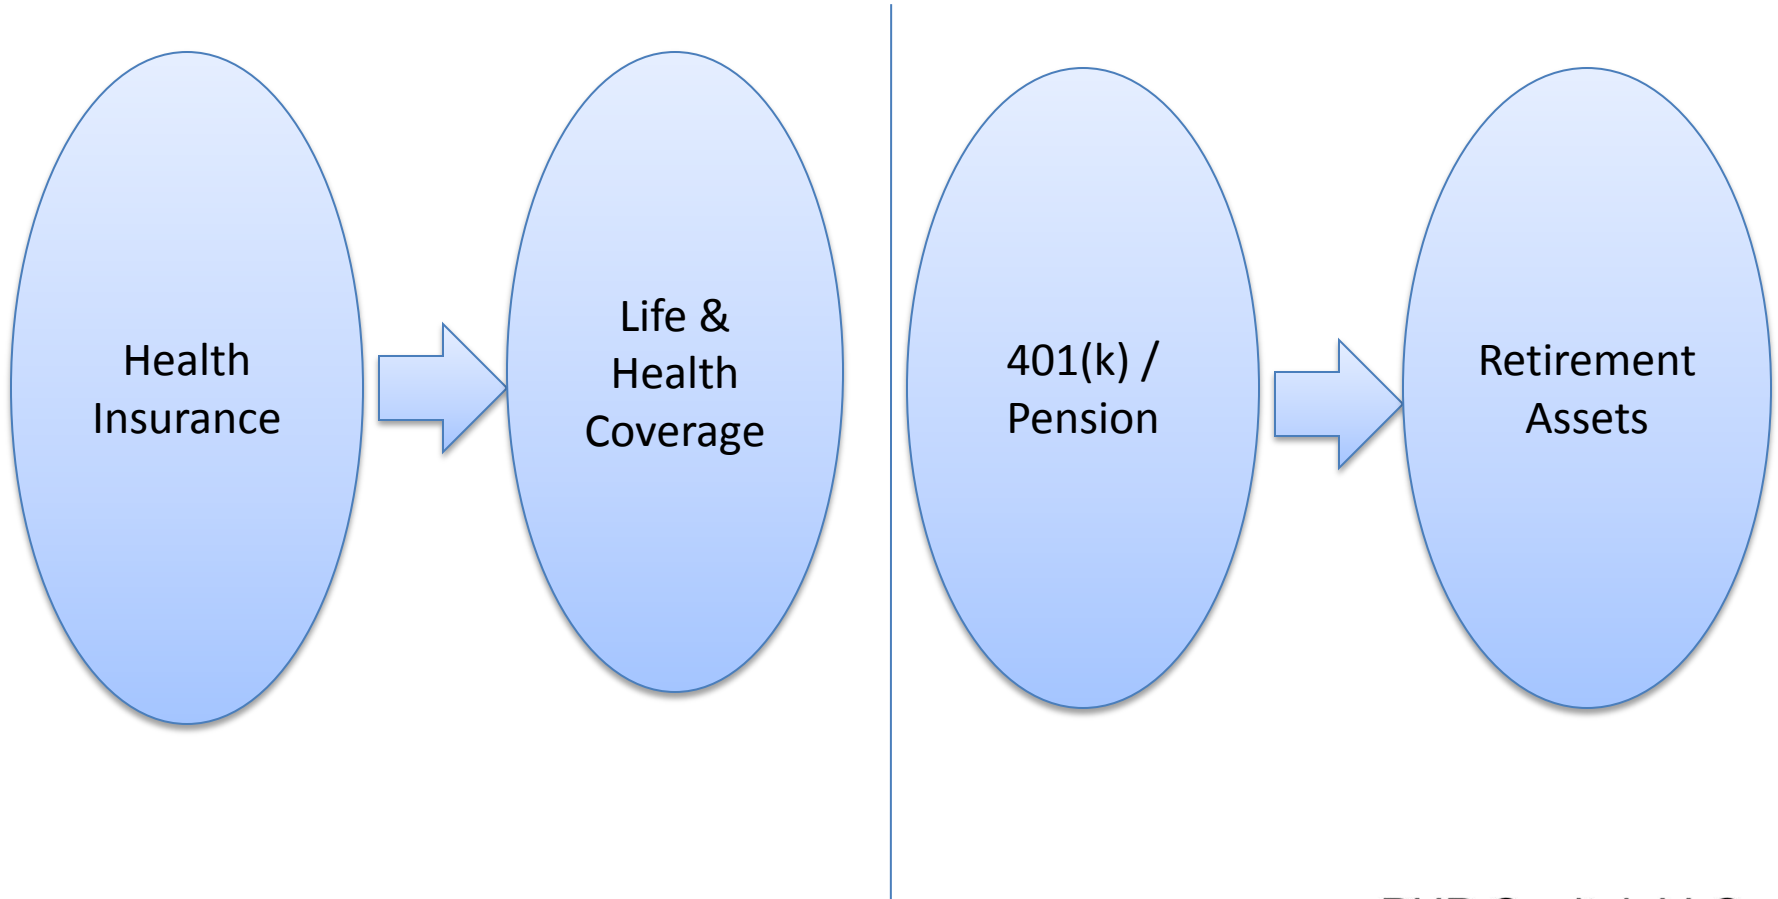 Health
Insurance
Life &
Health
Coverage
401(k) /
Pension
Retirement
Assets